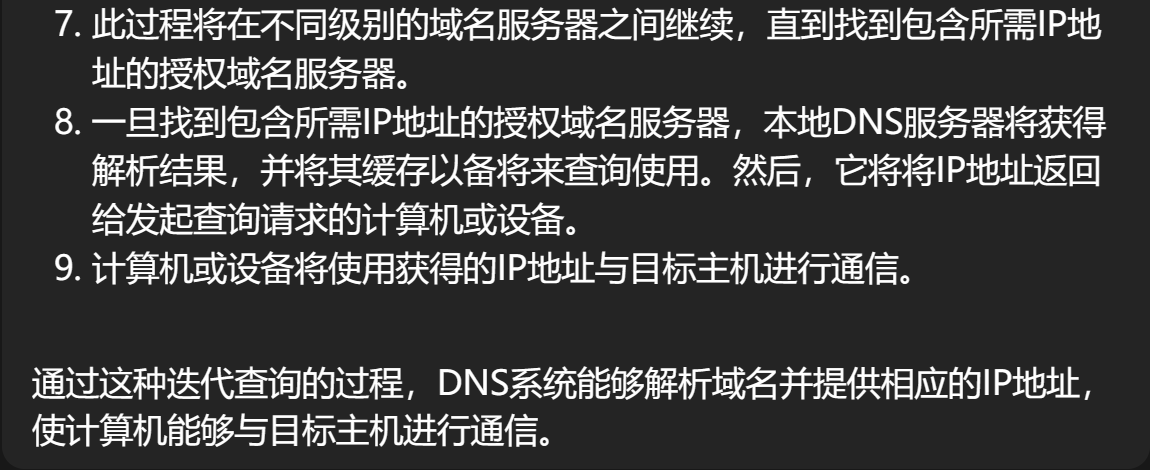 7. 此过程将在不同级别的域名服务器之间继续，直到找到包含所需IP地
址的授权域名服务器。
8. 一旦找到包含所需IP地址的授权域名服务器，本地DNS服务器将获得
解析结果，并将其缓存以备将来查询使用。然后，它将将IP地址返回
给发起查询请求的计算机或设备。
9. 计算机或设备将使用获得的IP地址与目标主机进行通信。
通过这种迭代查询的过程，DNS系统能够解析域名并提供相应的IP地址，
使计算机能够与目标主机进行通信。